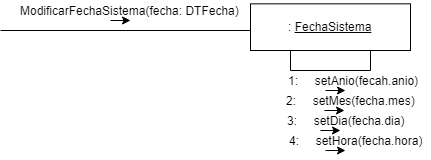 ModificarFechaSistema(fecha: DTFecha)
: FechaSistema
1: setAnio(fecah.anio)
2: setMes(fecha.mes)
3: setDia(fecha.dia)
4: setHora(fecha.hora)